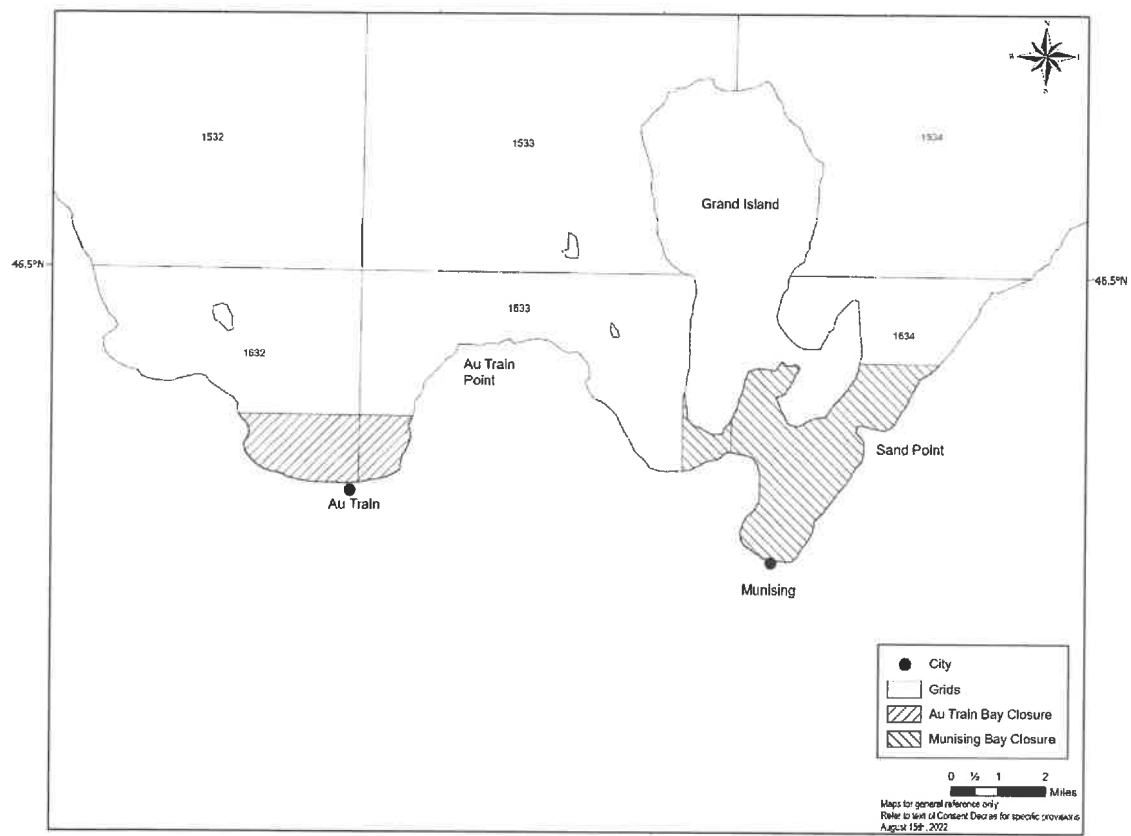 N
1532
1533
1534
Grand Island
46.5°N
46.5°N
1633
1634
1632
Au Train
Point
Sand Point
Au Train
Munising
City
Grids
Au Train Bay Closure
Munising Bay Closure
0 ½ 1 2
Miles
Maps for general reference only
Refer to text of Consent Decree for specific provisions
August 15th, 2022